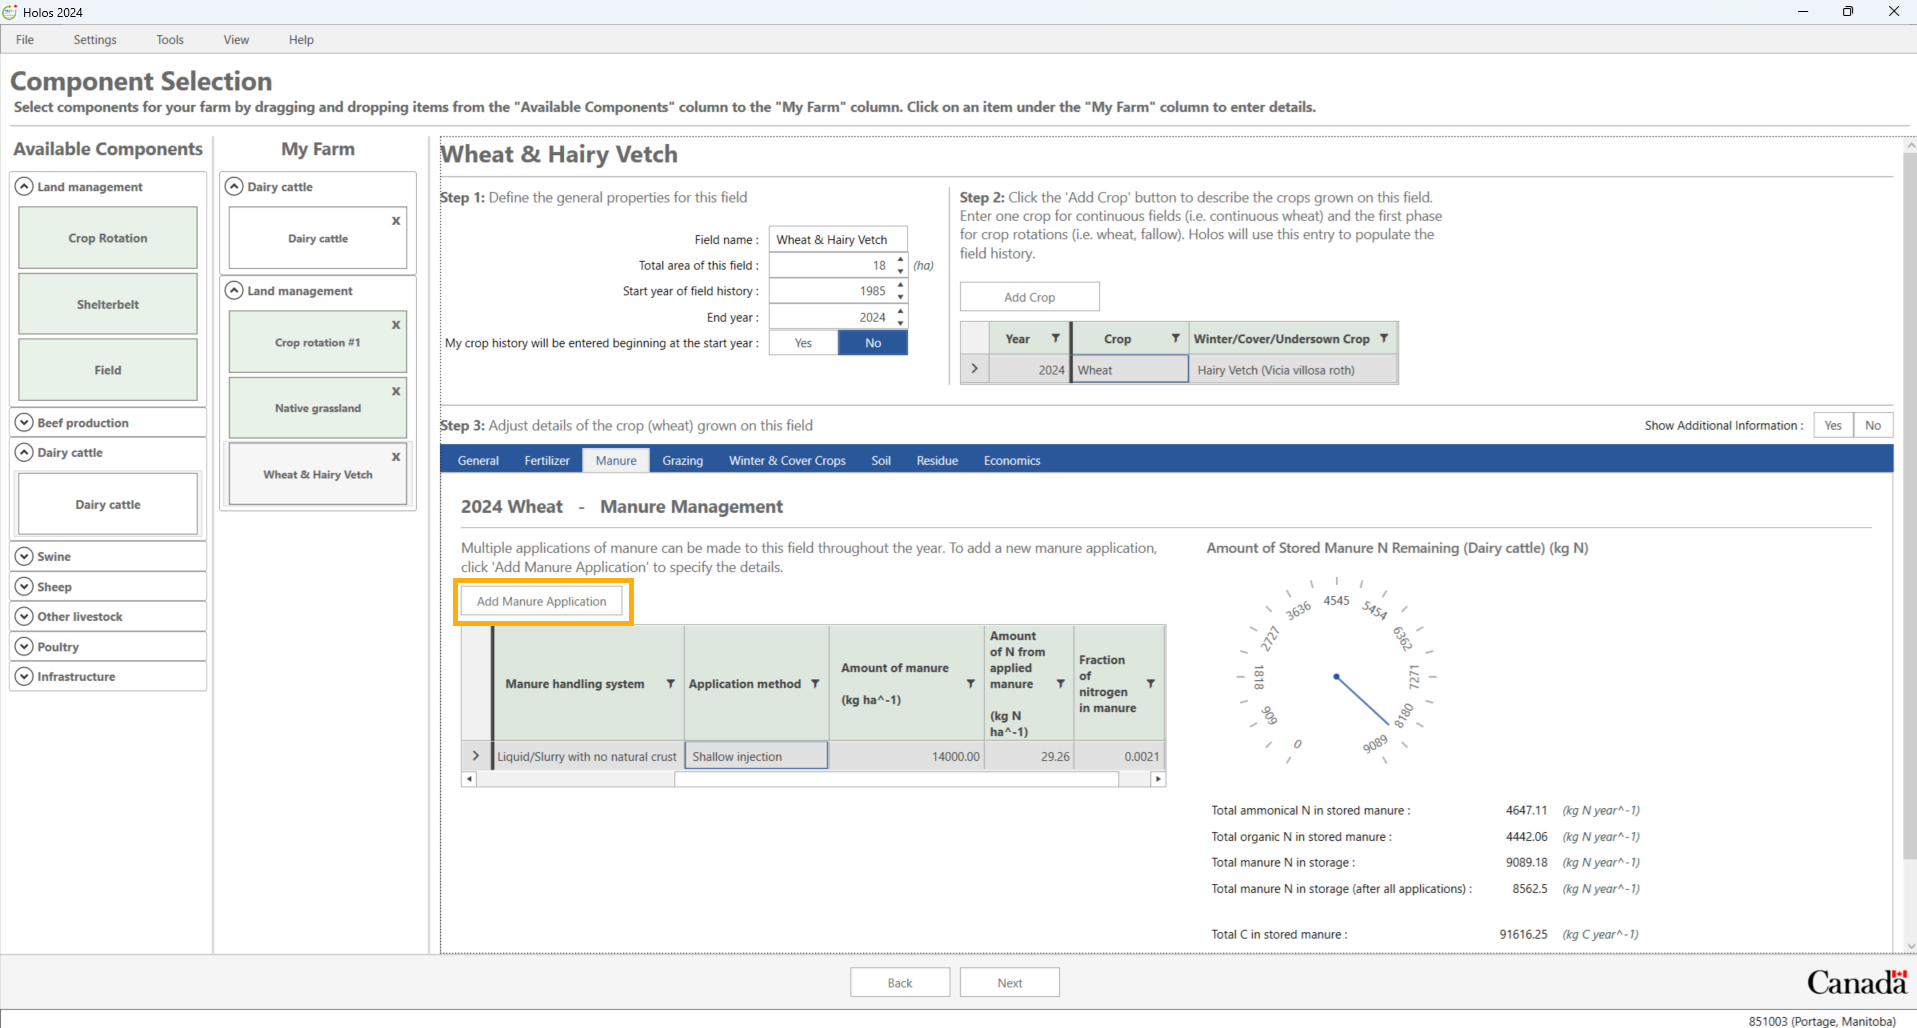 Holos 2024
File Settings Tools View Help
Component Selection
Select components for your farm by dragging and dropping items from the "Available Components" column to the "My Farm" column. Click on an item under the "My Farm" column to enter details.
Available Components
Land management
Crop Rotation
Shelterbelt
Field
Beef production
Dairy cattle
Dairy cattle
Swine
Sheep
Other livestock
Poultry
Infrastructure
My Farm
Dairy cattle
x
Dairy cattle
Land management
x
Crop rotation #1
x
Native grassland
x
Wheat & Hairy Vetch
Wheat & Hairy Vetch
Step 1: Define the general properties for this field
Field name : Wheat & Hairy Vetch
Total area of this field : 18 (ha)
Start year of field history : 1985
End year : 2024
My crop history will be entered beginning at the start year : Yes No
Step 2: Click the 'Add Crop' button to describe the crops grown on this field.
Enter one crop for continuous fields (i.e. continuous wheat) and the first phase
for crop rotations (i.e. wheat, fallow). Holos will use this entry to populate the
field history.
Add Crop
Year Crop Winter/Cover/Undersown Crop
2024 Wheat Hairy Vetch (Vicia villosa roth)
Step 3: Adjust details of the crop (wheat) grown on this field
Show Additional Information : Yes No
General Fertilizer Manure Grazing Winter & Cover Crops Soil Residue Economics
2024 Wheat - Manure Management
Multiple applications of manure can be made to this field throughout the year. To add a new manure application,
click 'Add Manure Application' to specify the details.
Add Manure Application
Manure handling system
Application method
Amount of manure
(kg ha^-1)
Amount
of N from
applied
manure
(kg N
ha^-1)
Fraction
of
nitrogen
in manure
Liquid/Slurry with no natural crust Shallow injection 14000.00 29.26 0.0021
Amount of Stored Manure N Remaining (Dairy cattle) (kg N)
0
909
1818
2727
3636
4545
5454
6362
7271
8180
9089
Total ammonical N in stored manure : 4647.11 (kg N year^-1)
Total organic N in stored manure : 4442.06 (kg N year^-1)
Total manure N in storage : 9089.18 (kg N year^-1)
Total manure N in storage (after all applications) : 8562.5 (kg N year^-1)
Total C in stored manure : 91616.25 (kg C year^-1)
Back Next
Canada
851003 (Portage, Manitoba)